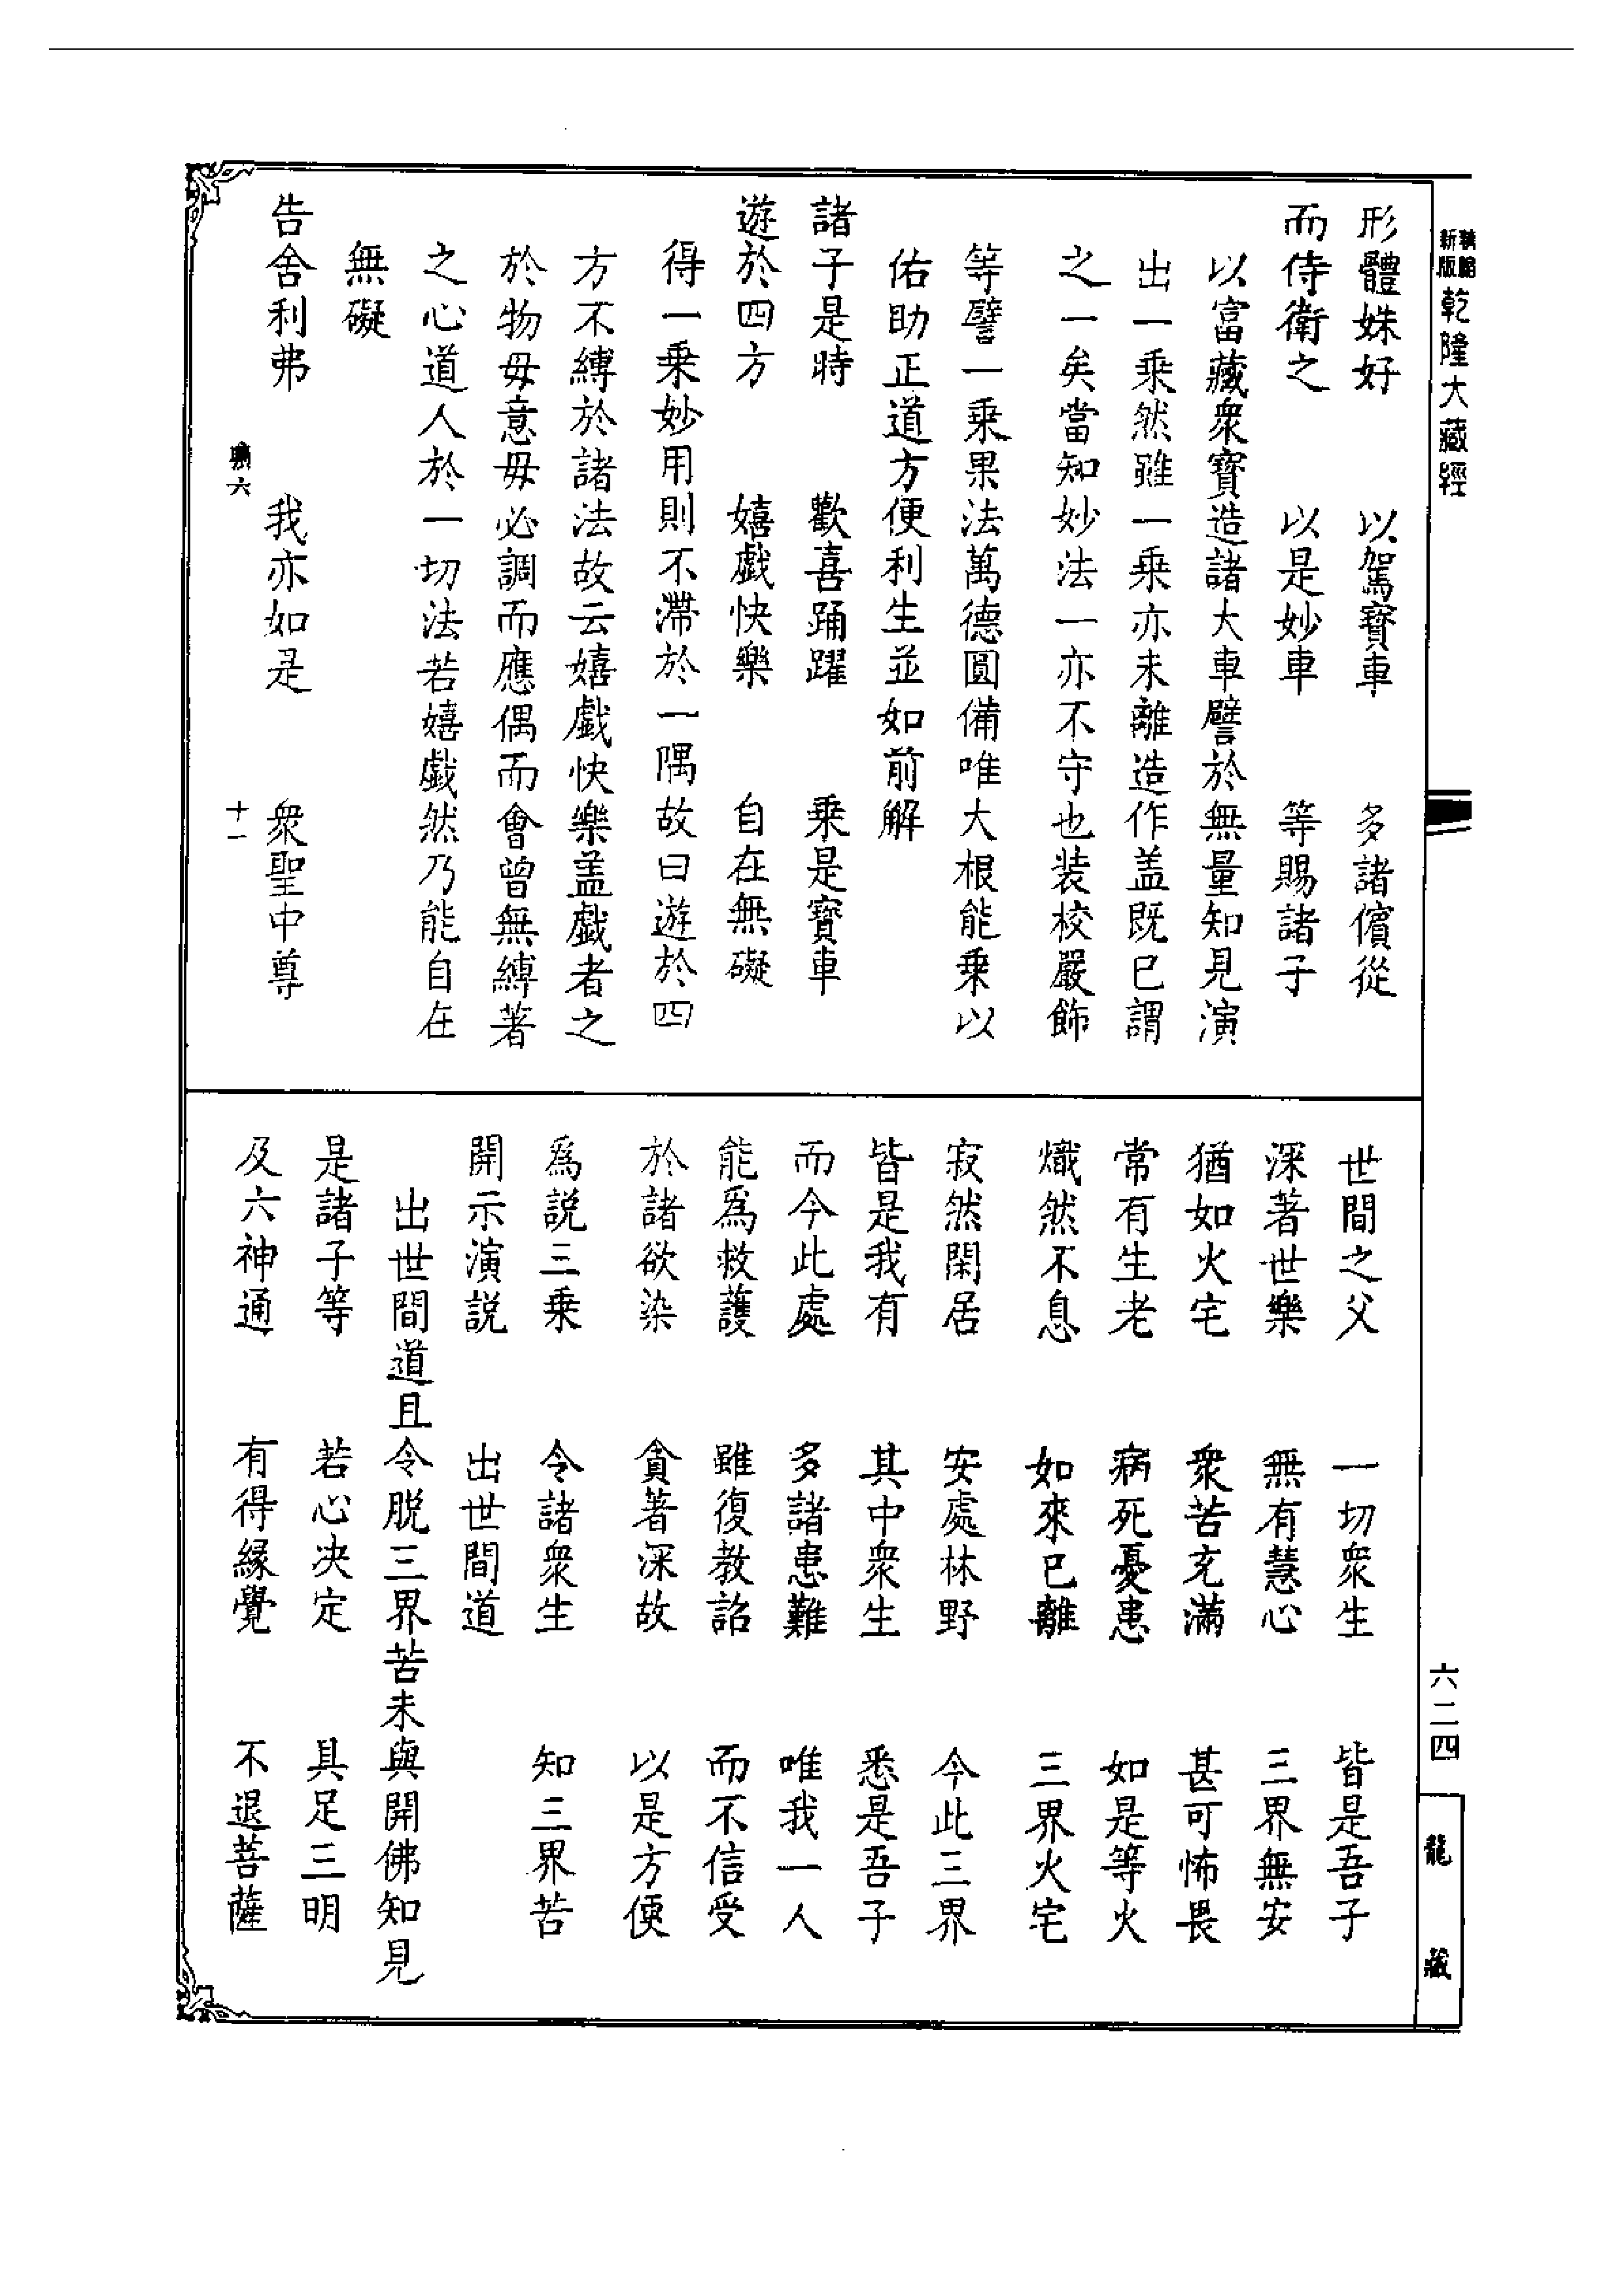 新版 乾隆大藏經
形體姝好 以駕寶車 多諸儐從
而侍衛之 以是妙車 等賜諸子
以富藏衆寶造諸大車譬於無量知見演
出一乘然雖一乘亦未離造作盖既已謂
之一矣當知妙法一亦不守也装校嚴飾
等譬一乘果法萬德圓備唯大根能乘以
佑助正道方便利生並如前解
諸子是時 歡喜踊躍 乗是寶車
遊於四方 嬉戲快樂 自在無礙
得一乘妙用則不滯於一隅故曰遊於四
方不縛於諸法故云嬉戲快樂盖戲者之
於物毋意毋必調而應偶而會曾無縛著
之心道人於一切法若嬉戲然乃能自在
無礙
告舍利弗 我亦如是 衆聖中尊
六 十一
世間之父 一切衆生 皆是吾子
深著世樂 無有慧心 三界無安
猶如火宅 衆苦充滿 甚可怖畏
常有生老 病死憂患 如是等火
熾然不息 如來已離 三界火宅
寂然閑居 安處林野 今此三界
皆是我有 其中衆生 悉是吾子
而今此處 多諸患難 唯我一人
能爲救護 雖復教詔 而不信受
於諸欲染 貪著深故 以是方便
爲説三乗 令諸衆生 知三界苦
開示演説 出世間道
出世間道且令脱三界苦未與開佛知見
是諸子等 若心决定 具足三明
及六神通 有得緣覺 不退菩薩
六二四
龍藏